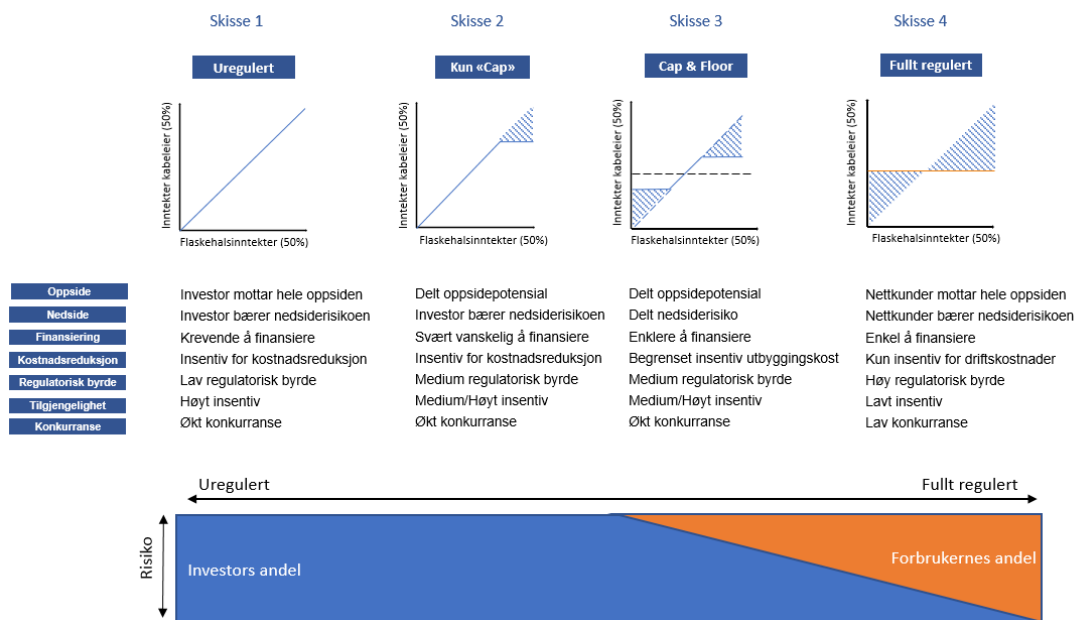 Skisse 1
Skisse 2
Skisse 3
Skisse 4
Uregulert
Kun «Cap»
Cap & Floor
Fullt regulert
Inntekter kabeleier (50%)
Flaskehalsinntekter (50%)
Inntekter kabeleier (50%)
Flaskehalsinntekter (50%)
Inntekter kabeleier (50%)
Flaskehalsinntekter (50%)
Inntekter kabeleier (50%)
Flaskehalsinntekter (50%)
Oppside
Investor mottar hele oppsiden
Delt oppsidepotensial
Delt oppsidepotensial
Nettkunder mottar hele oppsiden
Nedside
Investor bærer nedsiderisikoen
Investor bærer nedsiderisikoen
Delt nedsiderisiko
Nettkunder bærer nedsiderisikoen
Finansiering
Krevende å finansiere
Svært vanskelig å finansiere
Enklere å finansiere
Enkel å finansiere
Kostnadsreduksjon
Insentiv for kostnadsreduksjon
Insentiv for kostnadsreduksjon
Begrenset insentiv utbyggingskost
Kun insentiv for driftskostnader
Regulatorisk byrde
Lav regulatorisk byrde
Medium regulatorisk byrde
Medium regulatorisk byrde
Høy regulatorisk byrde
Tilgjengelighet
Høyt insentiv
Medium/Høyt insentiv
Medium/Høyt insentiv
Lavt insentiv
Konkurranse
Økt konkurranse
Økt konkurranse
Økt konkurranse
Lav konkurranse
Uregulert
Fullt regulert
Risiko
Investors andel
Forbrukernes andel